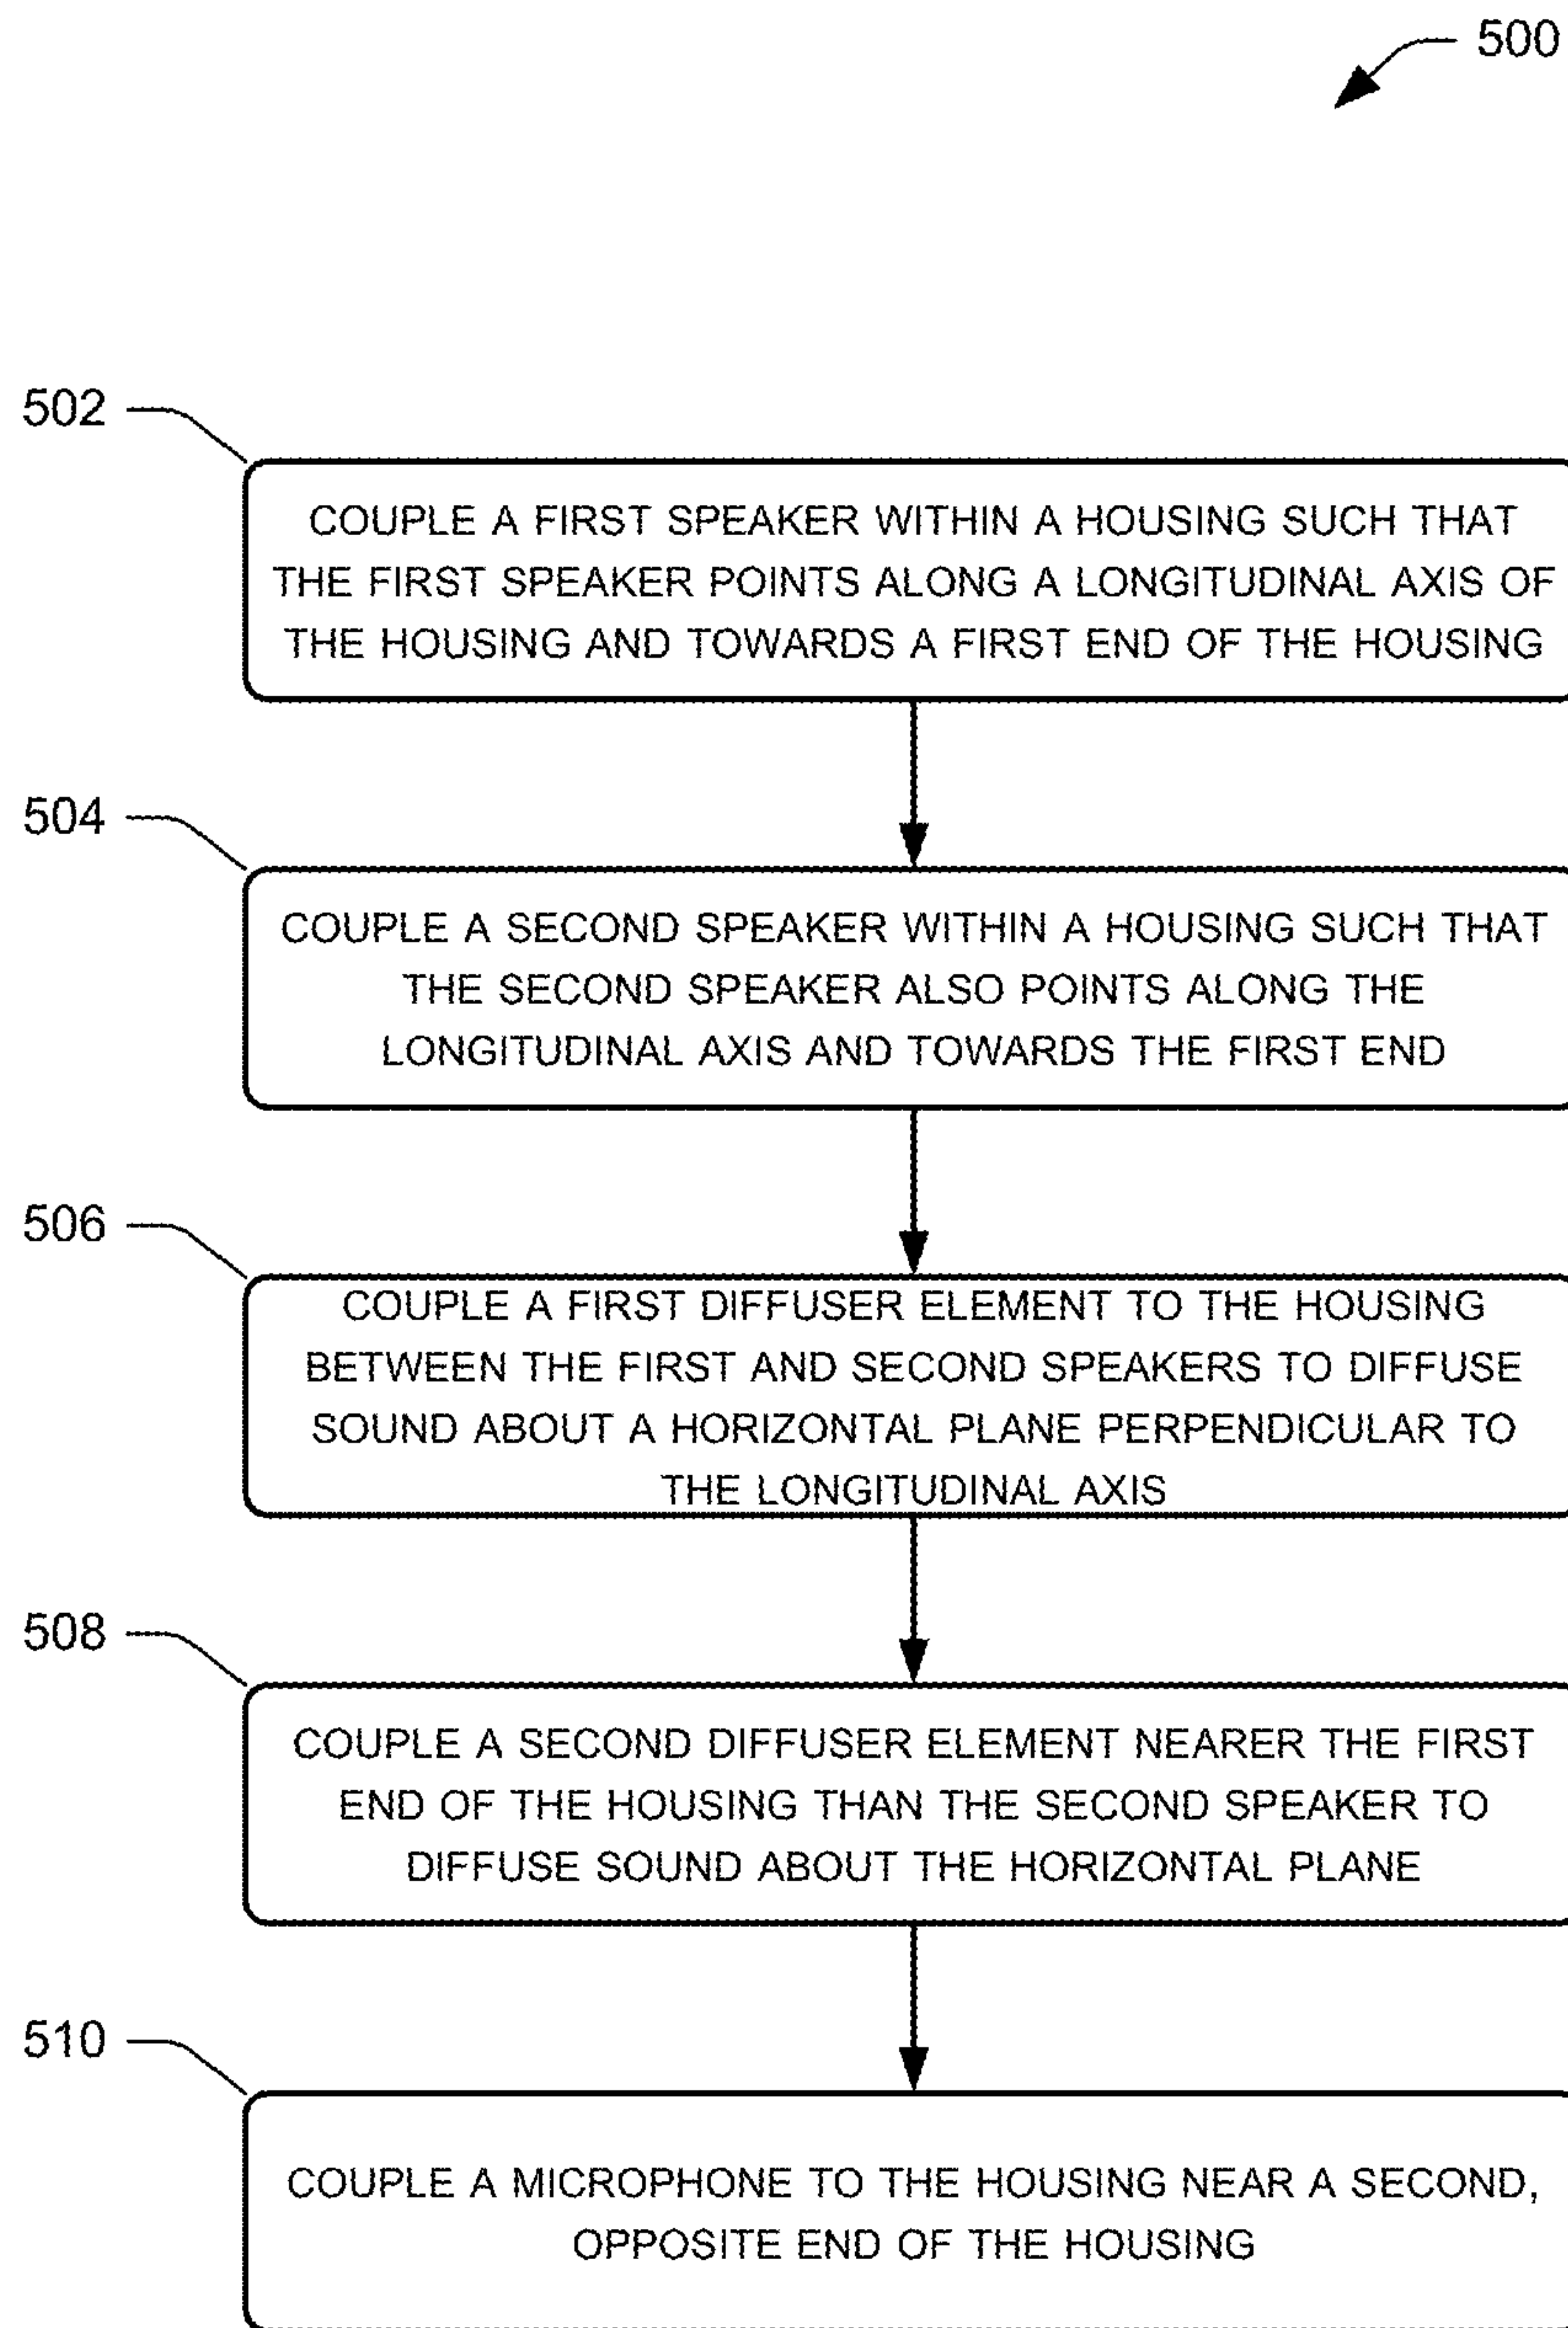 500
502
COUPLE A FIRST SPEAKER WITHIN A HOUSING SUCH THAT
THE FIRST SPEAKER POINTS ALONG A LONGITUDINAL AXIS OF
THE HOUSING AND TOWARDS A FIRST END OF THE HOUSING
504
COUPLE A SECOND SPEAKER WITHIN A HOUSING SUCH THAT
THE SECOND SPEAKER ALSO POINTS ALONG THE
LONGITUDINAL AXIS AND TOWARDS THE FIRST END
506
COUPLE A FIRST DIFFUSER ELEMENT TO THE HOUSING
BETWEEN THE FIRST AND SECOND SPEAKERS TO DIFFUSE
SOUND ABOUT A HORIZONTAL PLANE PERPENDICULAR TO
THE LONGITUDINAL AXIS
508
COUPLE A SECOND DIFFUSER ELEMENT NEARER THE FIRST
END OF THE HOUSING THAN THE SECOND SPEAKER TO
DIFFUSE SOUND ABOUT THE HORIZONTAL PLANE
510
COUPLE A MICROPHONE TO THE HOUSING NEAR A SECOND,
OPPOSITE END OF THE HOUSING